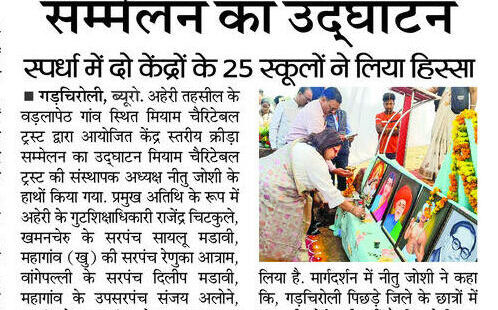 सम्मेलन का उद्घाटन
स्पर्धा में दो केंद्रों के 25 स्कूलों ने लिया हिस्सा
■ गड़चिरोली, ब्यूरो. अहेरी तहसील के
वड़लापेठ गांव स्थित मियाम चैरिटेबल
ट्रस्ट द्वारा आयोजित केंद्र स्तरीय क्रीड़ा
सम्मेलन का उद्घाटन मियाम चैरिटेबल
ट्रस्ट की संस्थापक अध्यक्ष नीतु जोशी के
हाथों किया गया. प्रमुख अतिथि के रूप में
अहेरी के गुटशिक्षाधिकारी राजेंद्र चिटकुले,
खमनचेरु के सरपंच सायलू मडावी,
महागांव (खु) की सरपंच रेणुका आत्राम,
वांगेपल्ली के सरपंच दिलीप मडावी,
महागांव के उपसरपंच संजय अलोने,
लिया है. मार्गदर्शन में नीतु जोशी ने कहा
कि, गड़चिरोली पिछड़े जिले के छात्रों में